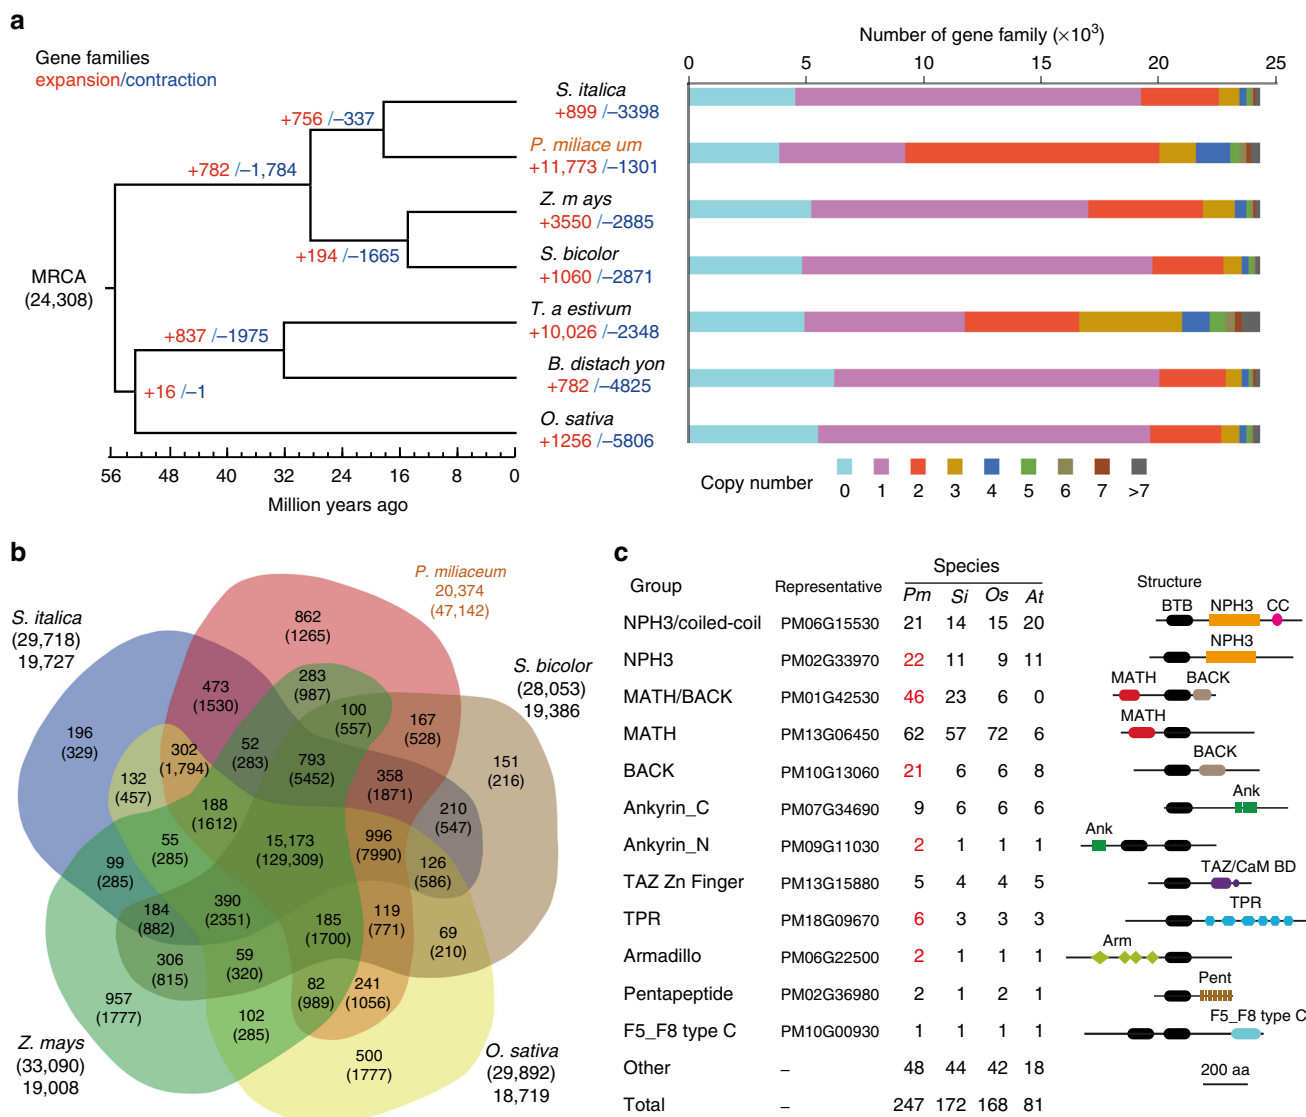 a
Gene families
expansion/contraction
+756 /–337
+782 /–1,784
+194 /–1665
MRCA
(24,308)
+837 /–1975
+16 /–1
S. italica
+899 /–3398
P. miliace um
+11,773 /–1301
Z. m ays
+3550 /–2885
S. bicolor
+1060 /–2871
T. a estivum
+10,026 /–2348
B. distach yon
+782 /–4825
O. sativa
+1256 /–5806
56 48 40 32 24 16 8 0
Million years ago
Number of gene family (×10³)
0 5 10 15 20 25
Copy number
0 1 2 3 4 5 6 7 >7
b
S. italica
(29,718)
19,727
P. miliaceum
20,374
(47,142)
S. bicolor
(28,053)
19,386
Z. mays
(33,090)
19,008
O. sativa
(29,892)
18,719
862
(1265)
473
(1530)
283
(987)
100
(557)
167
(528)
196
(329)
302
(1,794)
52
(283)
793
(5452)
358
(1871)
151
(216)
132
(457)
188
(1612)
210
(547)
55
(285)
15,173
(129,309)
996
(7990)
126
(586)
99
(285)
184
(882)
390
(2351)
185
(1700)
119
(771)
69
(210)
306
(815)
59
(320)
82
(989)
241
(1056)
957
(1777)
102
(285)
500
(1777)
c
Species
Group Representative Pm Si Os At Structure
NPH3/coiled-coil PM06G15530 21 14 15 20 BTB NPH3 CC
NPH3 PM02G33970 22 11 9 11 NPH3
MATH/BACK PM01G42530 46 23 6 0 MATH BACK
MATH PM13G06450 62 57 72 6 MATH
BACK PM10G13060 21 6 6 8 BACK
Ankyrin_C PM07G34690 9 6 6 6 Ank
Ankyrin_N PM09G11030 2 1 1 1 Ank
TAZ Zn Finger PM13G15880 5 4 4 5 TAZ/CaM BD
TPR PM18G09670 6 3 3 3 TPR
Armadillo PM06G22500 2 1 1 1 Arm
Pentapeptide PM02G36980 2 1 2 1 Pent
F5_F8 type C PM10G00930 1 1 1 1 F5_F8 type C
Other – 48 44 42 18
200 aa
Total – 247 172 168 81